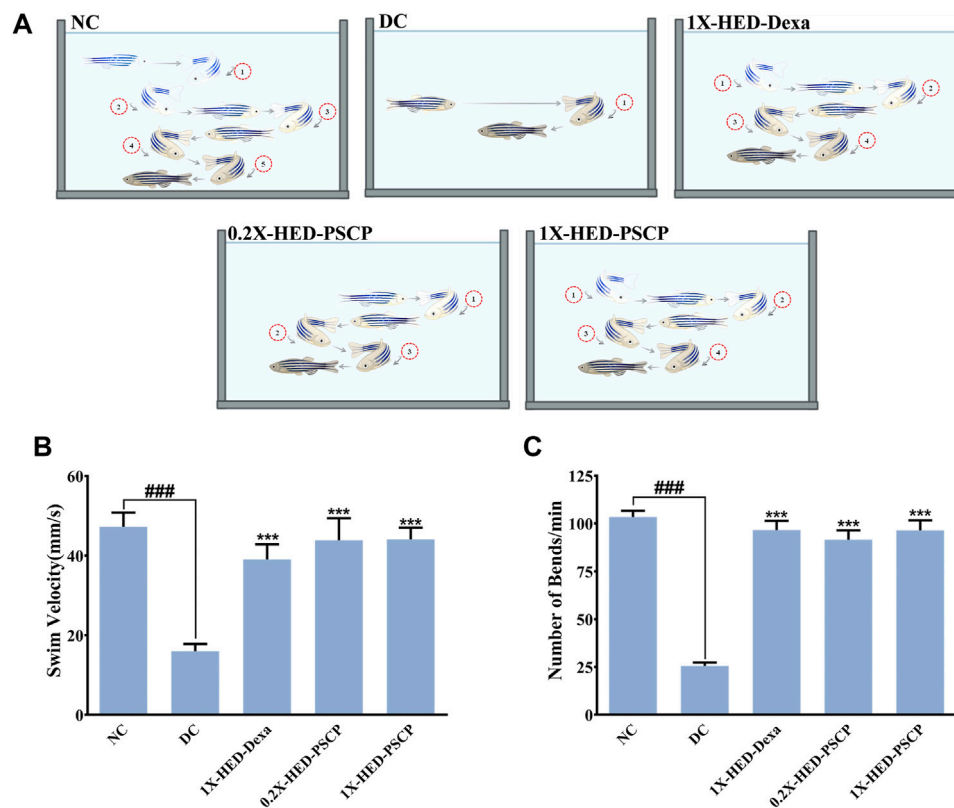 A
NC
DC
1X-HED-Dexa
1
2
3
4
5
1
1
2
3
4
0.2X-HED-PSCP
1X-HED-PSCP
1
2
3
1
2
3
4
B
Swim Velocity(mm/s)
60
40
20
0
###
***
***
***
NC
DC
1X-HED-Dexa
0.2X-HED-PSCP
1X-HED-PSCP
C
Number of Bends/min
125
100
75
50
25
0
###
***
***
***
NC
DC
1X-HED-Dexa
0.2X-HED-PSCP
1X-HED-PSCP